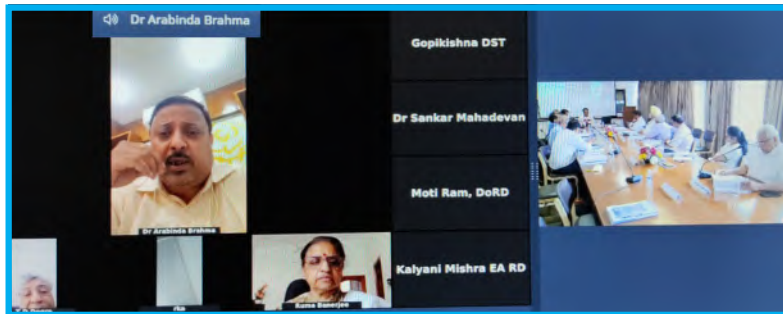 Dr Arabinda Brahma
Gopikishna DST
Dr Sankar Mahadevan
Moti Ram, DoRD
Kalyani Mishra EA RD
Dr Arabinda Brahma
rka
Ruma Banerjee